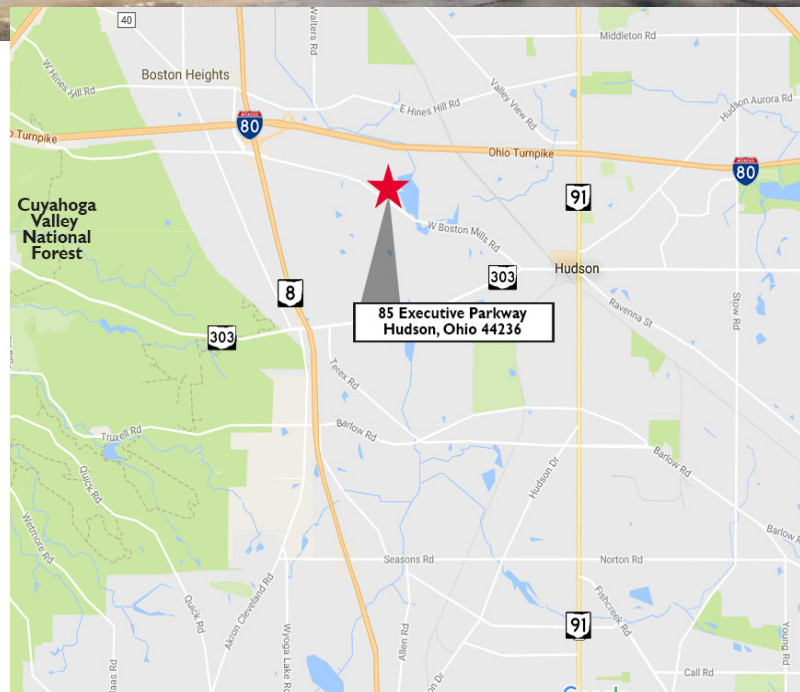 40
Walters Rd
Middleton Rd
W Hines Hill Rd
Boston Heights
Valley View Rd
E Hines Hill Rd
Hudson Aurora Rd
80
Turnpike
Ohio Turnpike
80
91
Cuyahoga
Valley
National
Forest
W Boston Mills Rd
303
Hudson
8
Ravenna St
Stow Rd
85 Executive Parkway
Hudson, Ohio 44236
303
Terex Rd
Truxell Rd
Barlow Rd
Barlow Rd
Quick Rd
Hudson Dr
Wetmore Rd
Barlow R
Seasons Rd
Norton Rd
Quick Rd
Akron Cleveland Rd
Wyoga Lake Rd
Allen Rd
91
Fishcreek Rd
Young Rd
Call Rd